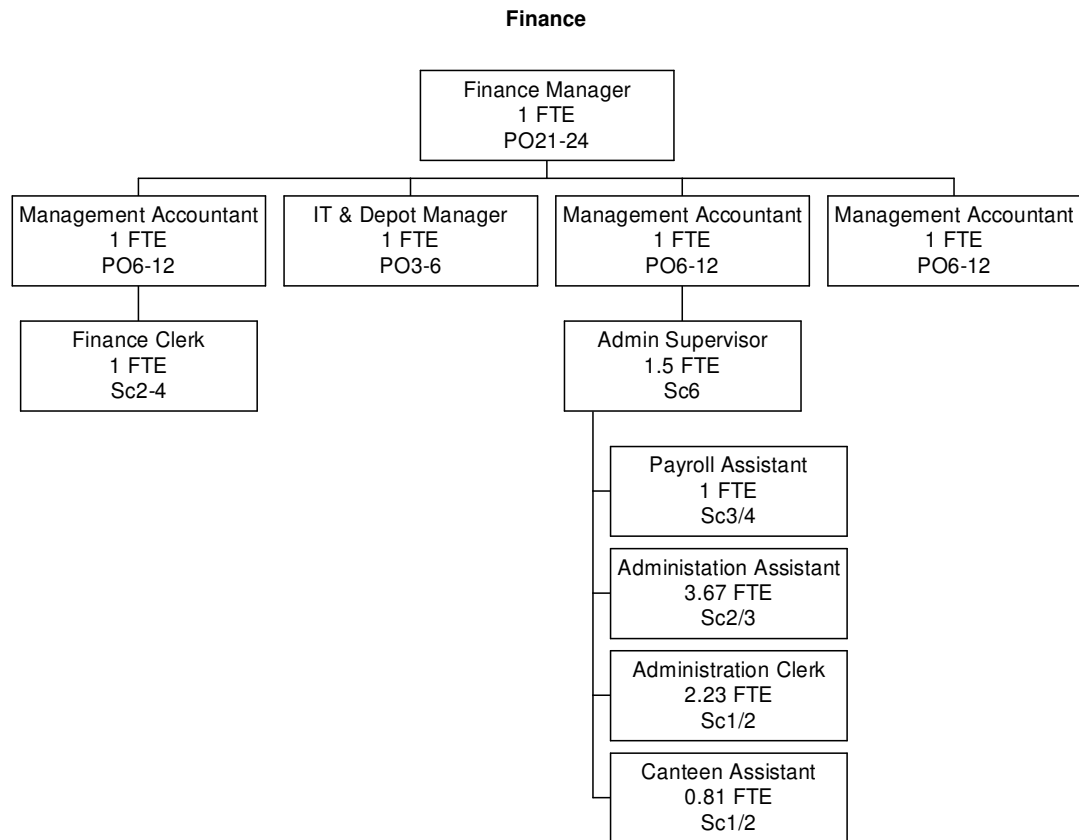 Finance
Finance Manager
1 FTE
PO21-24
Management Accountant
1 FTE
PO6-12
IT & Depot Manager
1 FTE
PO3-6
Management Accountant
1 FTE
PO6-12
Management Accountant
1 FTE
PO6-12
Finance Clerk
1 FTE
Sc2-4
Admin Supervisor
1.5 FTE
Sc6
Payroll Assistant
1 FTE
Sc3/4
Administation Assistant
3.67 FTE
Sc2/3
Administration Clerk
2.23 FTE
Sc1/2
Canteen Assistant
0.81 FTE
Sc1/2